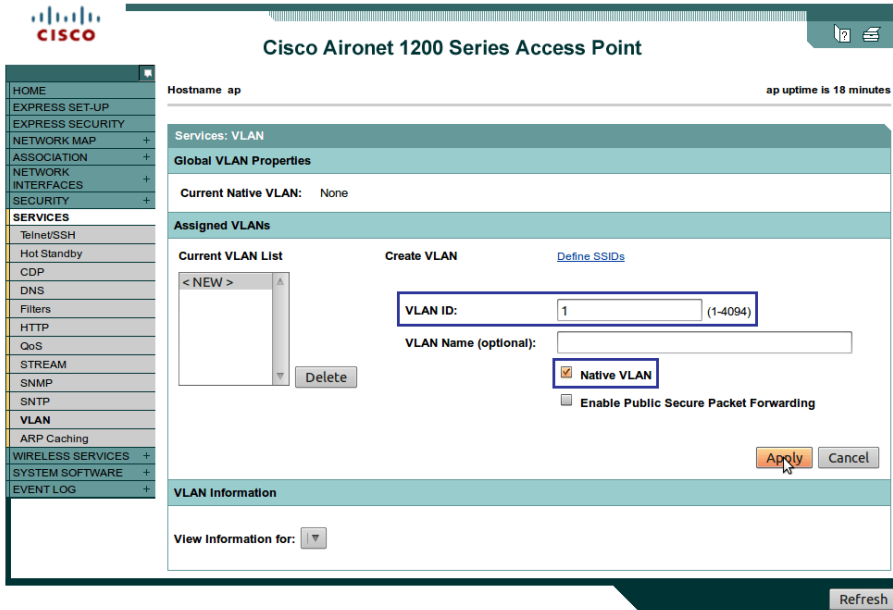 CISCO
Cisco Aironet 1200 Series Access Point
Hostname ap
ap uptime is 18 minutes
HOME
EXPRESS SET-UP
EXPRESS SECURITY
NETWORK MAP +
ASSOCIATION +
NETWORK
INTERFACES +
SECURITY +
SERVICES
Telnet/SSH
Hot Standby
CDP
DNS
Filters
HTTP
QoS
STREAM
SNMP
SNTP
VLAN
ARP Caching
WIRELESS SERVICES +
SYSTEM SOFTWARE +
EVENT LOG +
Services: VLAN
Global VLAN Properties
Current Native VLAN: None
Assigned VLANs
Current VLAN List
< NEW >
Delete
Create VLAN
Define SSIDs
VLAN ID: 1 (1-4094)
VLAN Name (optional):
Native VLAN
Enable Public Secure Packet Forwarding
Apply Cancel
VLAN Information
View Information for:
Refresh